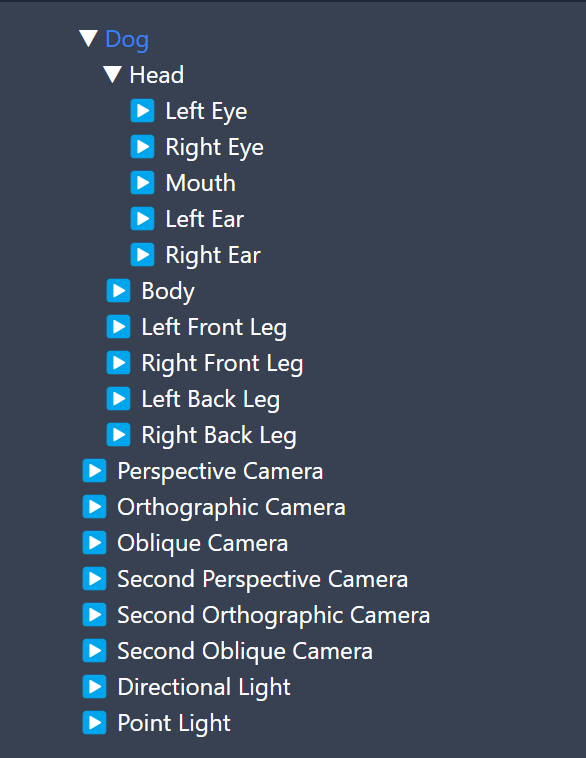 Dog
Head
Left Eye
Right Eye
Mouth
Left Ear
Right Ear
Body
Left Front Leg
Right Front Leg
Left Back Leg
Right Back Leg
Perspective Camera
Orthographic Camera
Oblique Camera
Second Perspective Camera
Second Orthographic Camera
Second Oblique Camera
Directional Light
Point Light